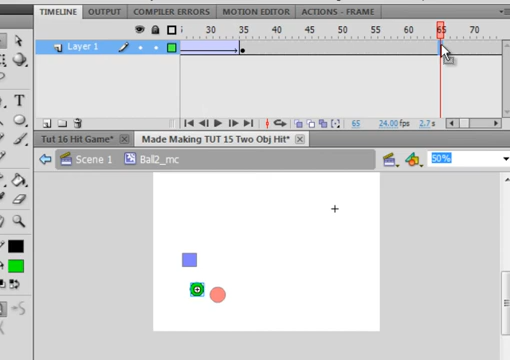 TIMELINE OUTPUT COMPILER ERRORS MOTION EDITOR ACTIONS - FRAME
30 35 40 45 50 55 60 65 70
Layer 1
65 24.00 fps 2.7 s
Tut 16 Hit Game* Made Making TUT 15 Two Obj Hit*
Scene 1 Ball2_mc 50%